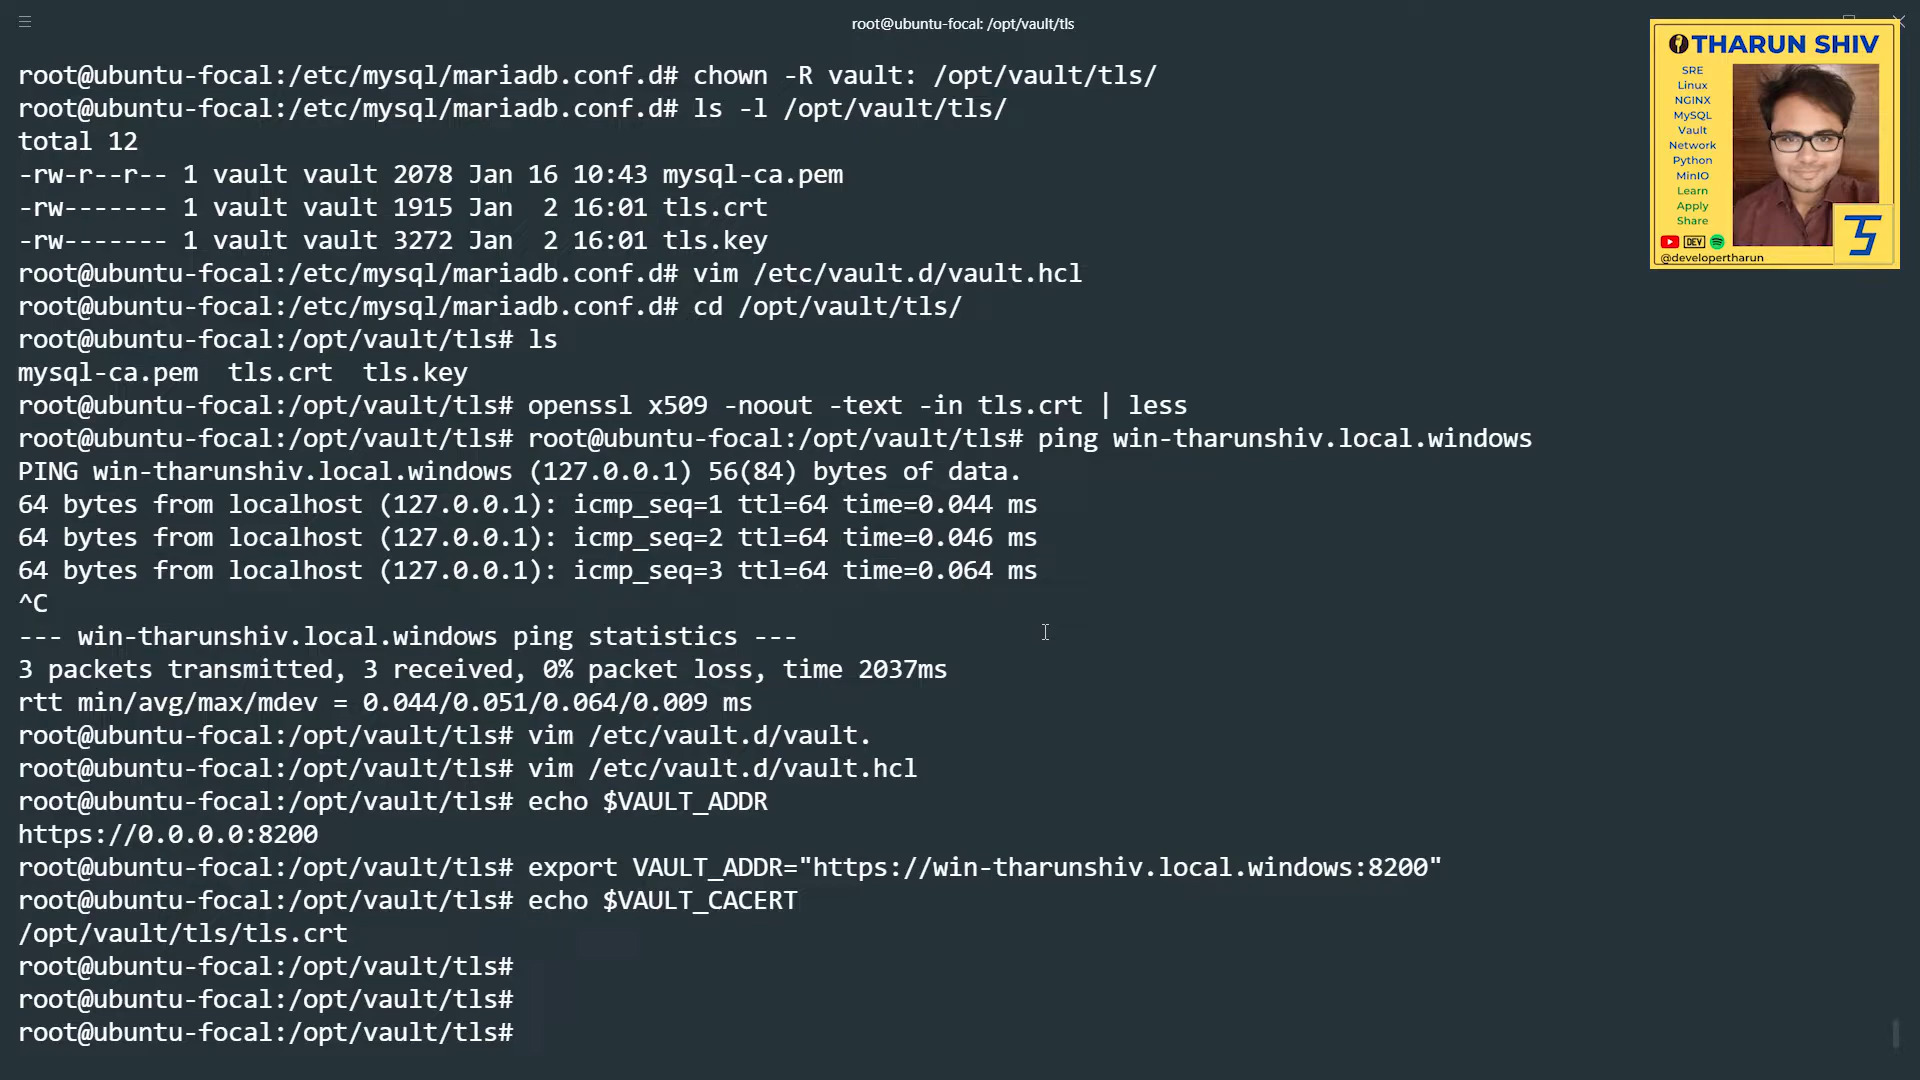 root@ubuntu-focal: /opt/vault/tls
root@ubuntu-focal:/etc/mysql/mariadb.conf.d# chown -R vault: /opt/vault/tls/
root@ubuntu-focal:/etc/mysql/mariadb.conf.d# ls -l /opt/vault/tls/
total 12
-rw-r--r-- 1 vault vault 2078 Jan 16 10:43 mysql-ca.pem
-rw------- 1 vault vault 1915 Jan  2 16:01 tls.crt
-rw------- 1 vault vault 3272 Jan  2 16:01 tls.key
root@ubuntu-focal:/etc/mysql/mariadb.conf.d# vim /etc/vault.d/vault.hcl
root@ubuntu-focal:/etc/mysql/mariadb.conf.d# cd /opt/vault/tls/
root@ubuntu-focal:/opt/vault/tls# ls
mysql-ca.pem  tls.crt  tls.key
root@ubuntu-focal:/opt/vault/tls# openssl x509 -noout -text -in tls.crt | less
root@ubuntu-focal:/opt/vault/tls# root@ubuntu-focal:/opt/vault/tls# ping win-tharunshiv.local.windows
PING win-tharunshiv.local.windows (127.0.0.1) 56(84) bytes of data.
64 bytes from localhost (127.0.0.1): icmp_seq=1 ttl=64 time=0.044 ms
64 bytes from localhost (127.0.0.1): icmp_seq=2 ttl=64 time=0.046 ms
64 bytes from localhost (127.0.0.1): icmp_seq=3 ttl=64 time=0.064 ms
^C
--- win-tharunshiv.local.windows ping statistics ---
3 packets transmitted, 3 received, 0% packet loss, time 2037ms
rtt min/avg/max/mdev = 0.044/0.051/0.064/0.009 ms
root@ubuntu-focal:/opt/vault/tls# vim /etc/vault.d/vault.
root@ubuntu-focal:/opt/vault/tls# vim /etc/vault.d/vault.hcl
root@ubuntu-focal:/opt/vault/tls# echo $VAULT_ADDR
https://0.0.0.0:8200
root@ubuntu-focal:/opt/vault/tls# export VAULT_ADDR="https://win-tharunshiv.local.windows:8200"
root@ubuntu-focal:/opt/vault/tls# echo $VAULT_CACERT
/opt/vault/tls/tls.crt
root@ubuntu-focal:/opt/vault/tls#
root@ubuntu-focal:/opt/vault/tls#
root@ubuntu-focal:/opt/vault/tls#
THARUN SHIV
SRE
Linux
NGINX
MySQL
Vault
Network
Python
MinIO
Learn
Apply
Share
DEV
@developertharun
TS